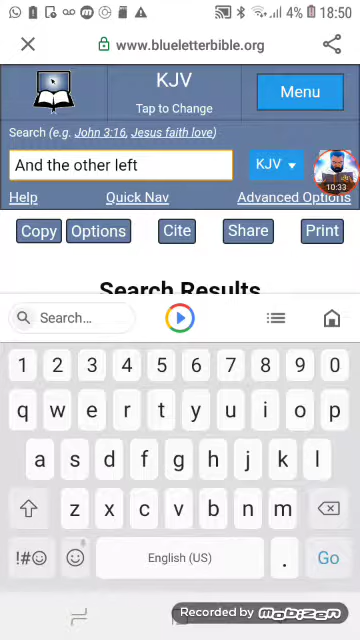 4% 18:50
www.blueletterbible.org
KJV
Tap to Change
Menu
Search (e.g. John 3:16, Jesus faith love)
And the other left
KJV
10:33
Help Quick Nav Advanced Options
Copy Options Cite Share Print
Search Results
Search...
1 2 3 4 5 6 7 8 9 0
q w e r t y u i o p
a s d f g h j k l
z x c v b n m
!#☺ English (US) . Go
Recorded by mobizen